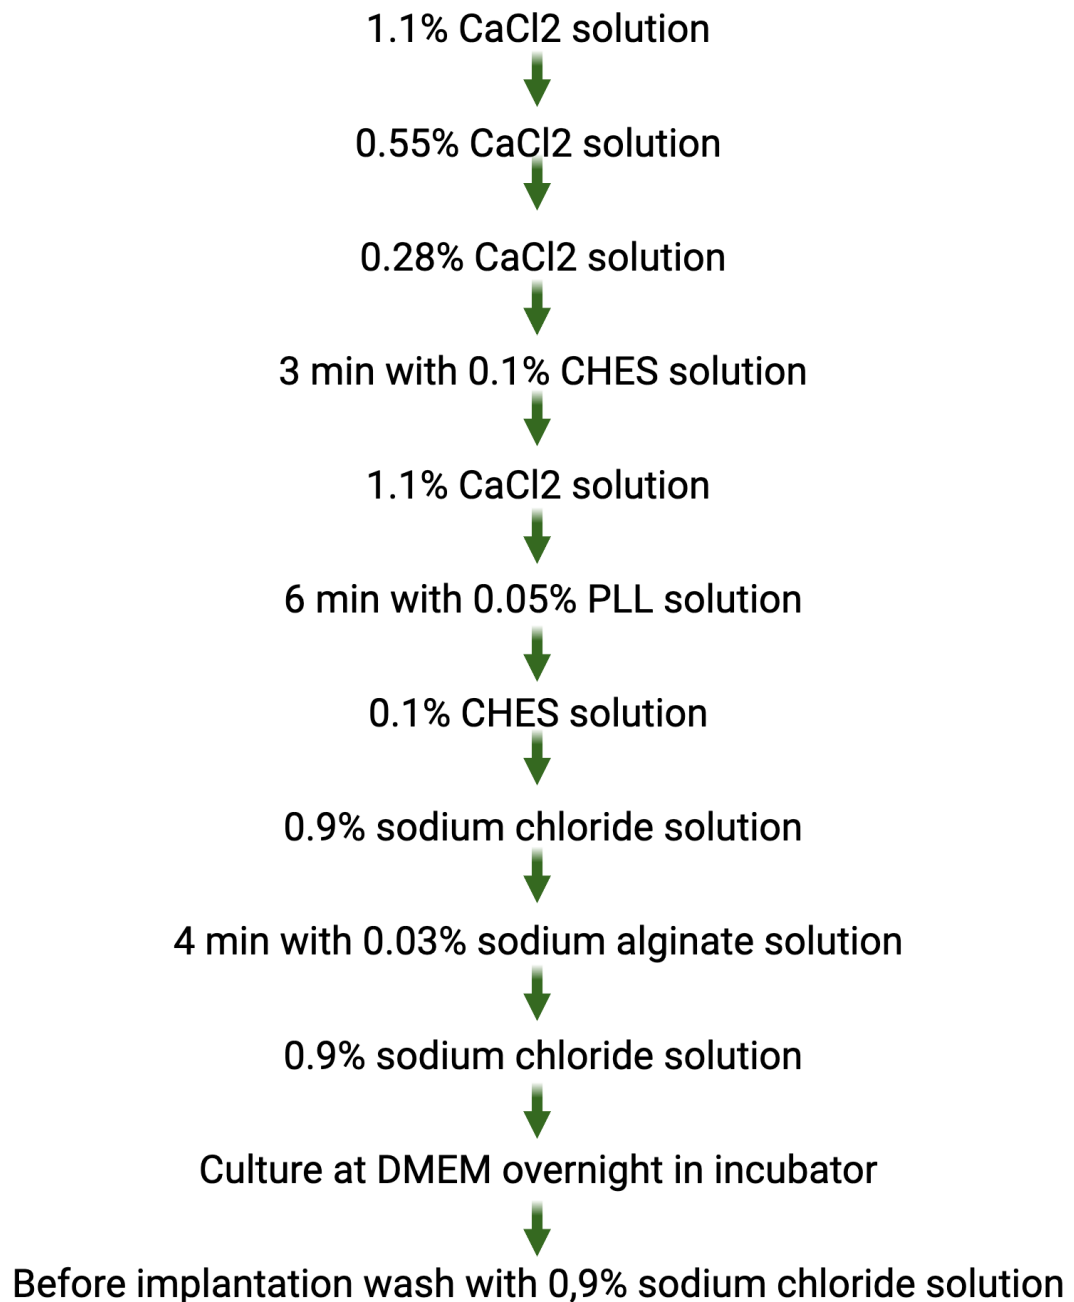 1.1% CaCl2 solution
0.55% CaCl2 solution
0.28% CaCl2 solution
3 min with 0.1% CHES solution
1.1% CaCl2 solution
6 min with 0.05% PLL solution
0.1% CHES solution
0.9% sodium chloride solution
4 min with 0.03% sodium alginate solution
0.9% sodium chloride solution
Culture at DMEM overnight in incubator
Before implantation wash with 0,9% sodium chloride solution